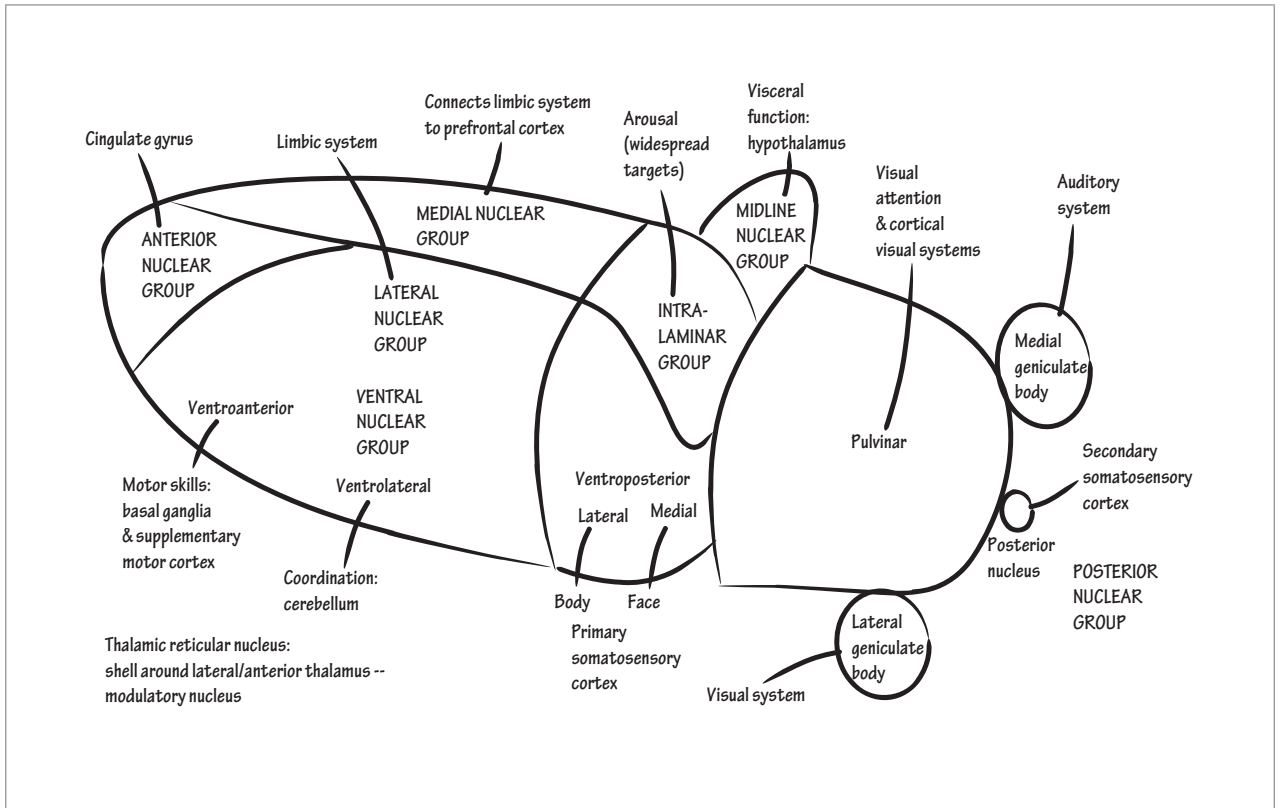 Cingulate gyrus
Limbic system
Connects limbic system
to prefrontal cortex
Arousal
(widespread
targets)
Visceral
function:
hypothalamus
Visual
attention
& cortical
visual systems
Auditory
system
ANTERIOR
NUCLEAR
GROUP
MEDIAL NUCLEAR
GROUP
MIDLINE
NUCLEAR
GROUP
LATERAL
NUCLEAR
GROUP
INTRA-
LAMINAR
GROUP
Medial
geniculate
body
Ventroanterior
VENTRAL
NUCLEAR
GROUP
Pulvinar
Motor skills:
basal ganglia
& supplementary
motor cortex
Ventrolateral
Ventroposterior
Lateral
Medial
Secondary
somatosensory
cortex
Posterior
nucleus
POSTERIOR
NUCLEAR
GROUP
Coordination:
cerebellum
Body
Face
Primary
somatosensory
cortex
Lateral
geniculate
body
Visual system
Thalamic reticular nucleus:
shell around lateral/anterior thalamus --
modulatory nucleus